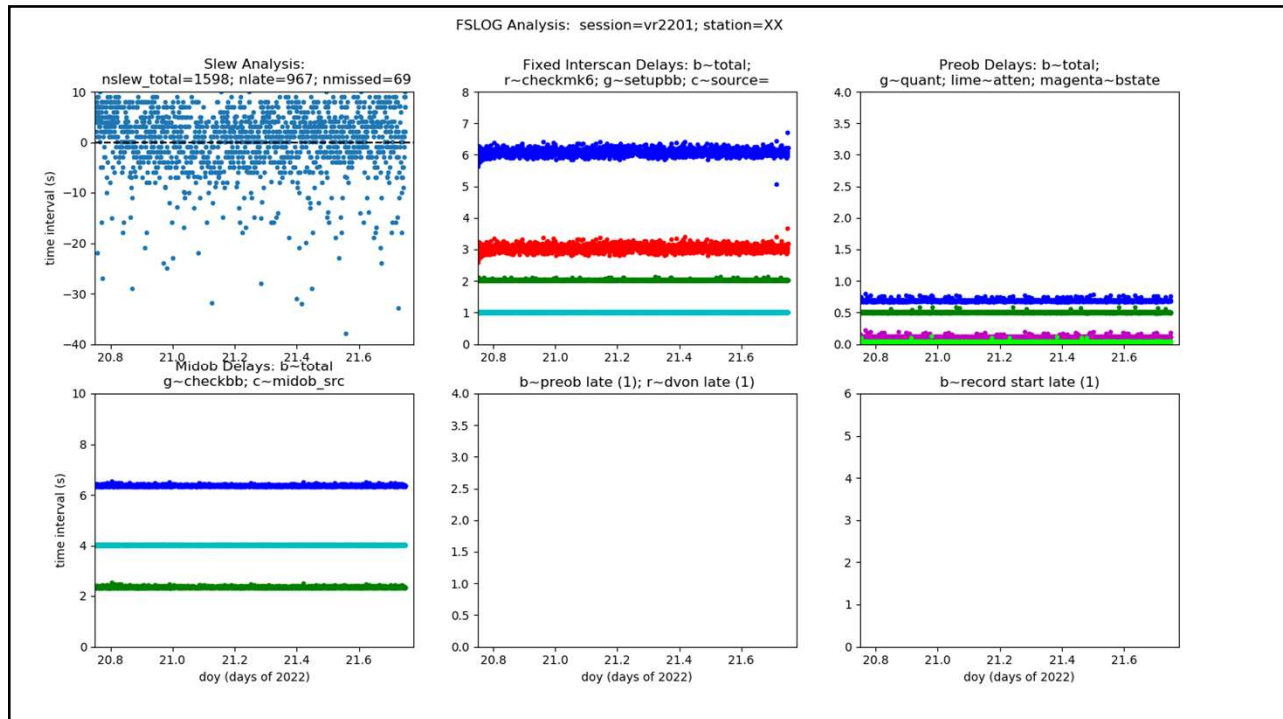 FSLOG Analysis:  session=vr2201; station=XX
Slew Analysis:
nslew_total=1598; nlate=967; nmissed=69
10
0
−10
−20
−30
−40
time interval (s)
20.8 21.0 21.2 21.4 21.6
Fixed Interscan Delays: b~total;
r~checkmk6; g~setupbb; c~source=
8
7
6
5
4
3
2
1
0
20.8 21.0 21.2 21.4 21.6
Preob Delays: b~total;
g~quant; lime~atten; magenta~bstate
4.0
3.5
3.0
2.5
2.0
1.5
1.0
0.5
0.0
20.8 21.0 21.2 21.4 21.6
Midob Delays: b~total
g~checkbb; c~midob_src
10
8
6
4
2
0
time interval (s)
20.8 21.0 21.2 21.4 21.6
doy (days of 2022)
b~preob late (1); r~dvon late (1)
4.0
3.5
3.0
2.5
2.0
1.5
1.0
0.5
0.0
20.8 21.0 21.2 21.4 21.6
doy (days of 2022)
b~record start late (1)
6
5
4
3
2
1
0
20.8 21.0 21.2 21.4 21.6
doy (days of 2022)